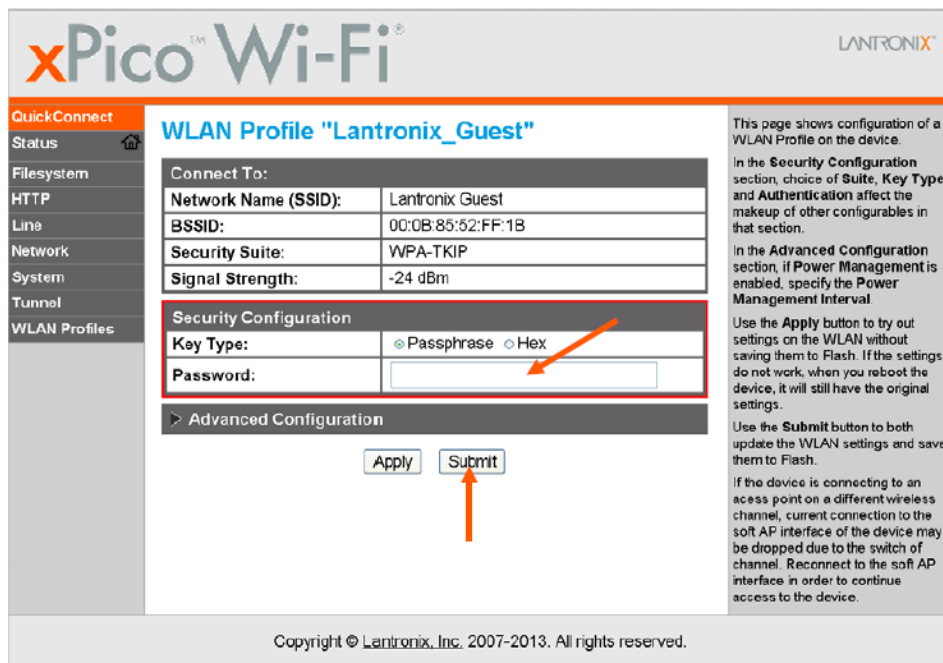 xPico™ Wi-Fi®
LANTRONIX™
QuickConnect
Status
Filesystem
HTTP
Line
Network
System
Tunnel
WLAN Profiles
WLAN Profile "Lantronix_Guest"
Connect To:
Network Name (SSID): Lantronix Guest
BSSID: 00:0B:85:52:FF:1B
Security Suite: WPA-TKIP
Signal Strength: -24 dBm
Security Configuration
Key Type: Passphrase Hex
Password:
Advanced Configuration
Apply Submit
This page shows configuration of a
WLAN Profile on the device.
In the Security Configuration
section, choice of Suite, Key Type
and Authentication affect the
makeup of other configurables in
that section.
In the Advanced Configuration
section, if Power Management is
enabled, specify the Power
Management Interval.
Use the Apply button to try out
settings on the WLAN without
saving them to Flash. If the settings
do not work, when you reboot the
device, it will still have the original
settings.
Use the Submit button to both
update the WLAN settings and save
them to Flash.
If the device is connecting to an
acess point on a different wireless
channel, current connection to the
soft AP interface of the device may
be dropped due to the switch of
channel. Reconnect to the soft AP
interface in order to continue
access to the device.
Copyright © Lantronix, Inc. 2007-2013. All rights reserved.